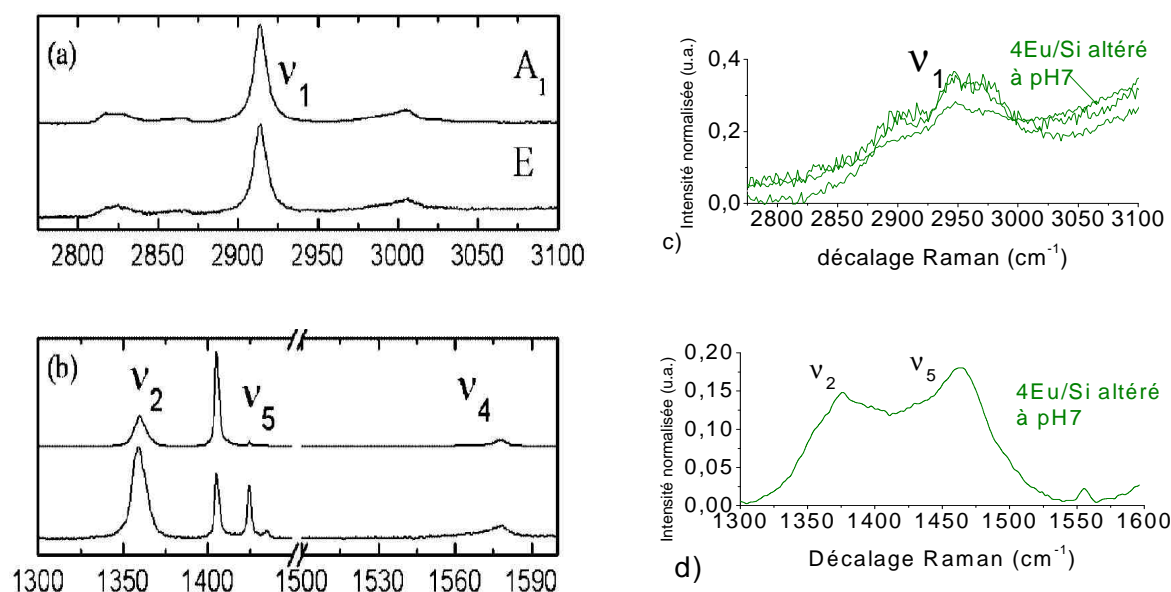 (a)
ν1
A1
E
2800 2850 2900 2950 3000 3050 3100
(b)
ν2
ν5
ν4
1300 1350 1400 1500 1530 1560 1590
Intensité normalisée (u.a.)
0,4
0,2
0,0
ν1
4Eu/Si altéré
à pH7
2800 2850 2900 2950 3000 3050 3100
c)
décalage Raman (cm-1)
Intensité normalisée (u.a.)
0,20
0,15
0,10
0,05
0,00
ν2
ν5
4Eu/Si altéré
à pH7
1300 1350 1400 1450 1500 1550 1600
d)
Décalage Raman (cm-1)